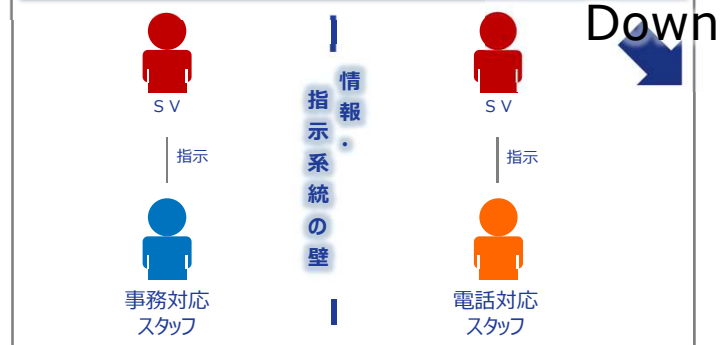 Down
ＳＶ
指示
事務対応
スタッフ
情報・
指示系統の壁
ＳＶ
指示
電話対応
スタッフ